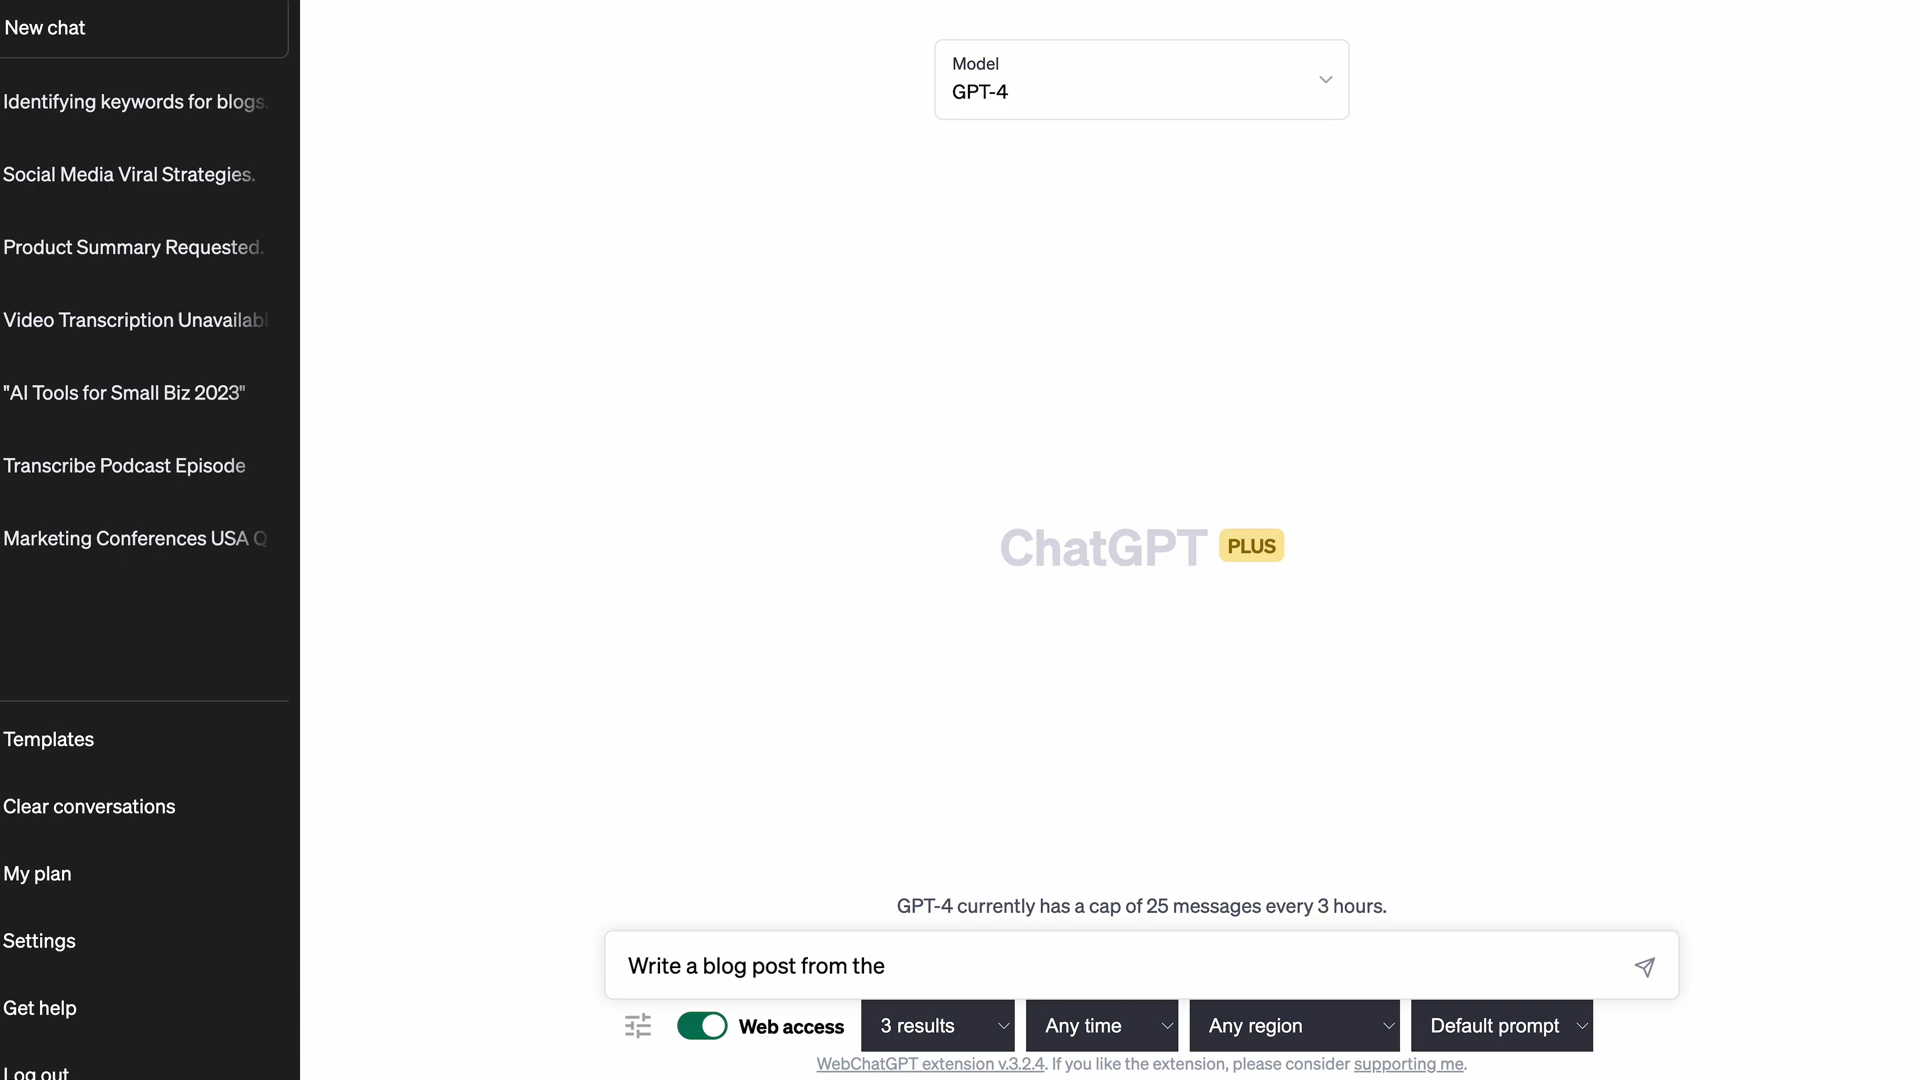 New chat
Identifying keywords for blogs.
Social Media Viral Strategies.
Product Summary Requested.
Video Transcription Unavailabl
"AI Tools for Small Biz 2023"
Transcribe Podcast Episode
Marketing Conferences USA Q
Templates
Clear conversations
My plan
Settings
Get help
Log out
Model
GPT-4
ChatGPT PLUS
GPT-4 currently has a cap of 25 messages every 3 hours.
Write a blog post from the
Web access 3 results Any time Any region Default prompt
WebChatGPT extension v.3.2.4. If you like the extension, please consider supporting me.